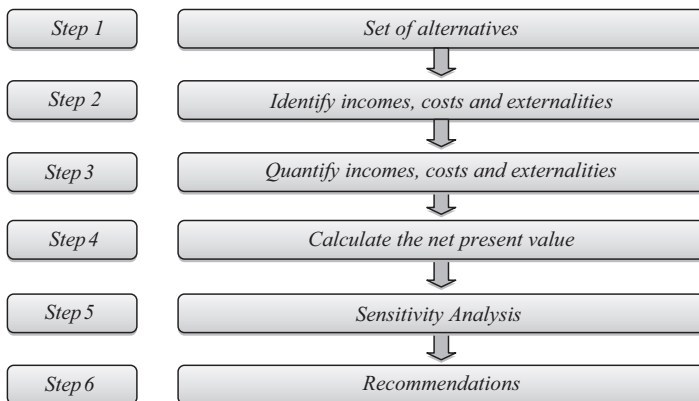 Step 1 Set of alternatives
Step 2 Identify incomes, costs and externalities
Step 3 Quantify incomes, costs and externalities
Step 4 Calculate the net present value
Step 5 Sensitivity Analysis
Step 6 Recommendations